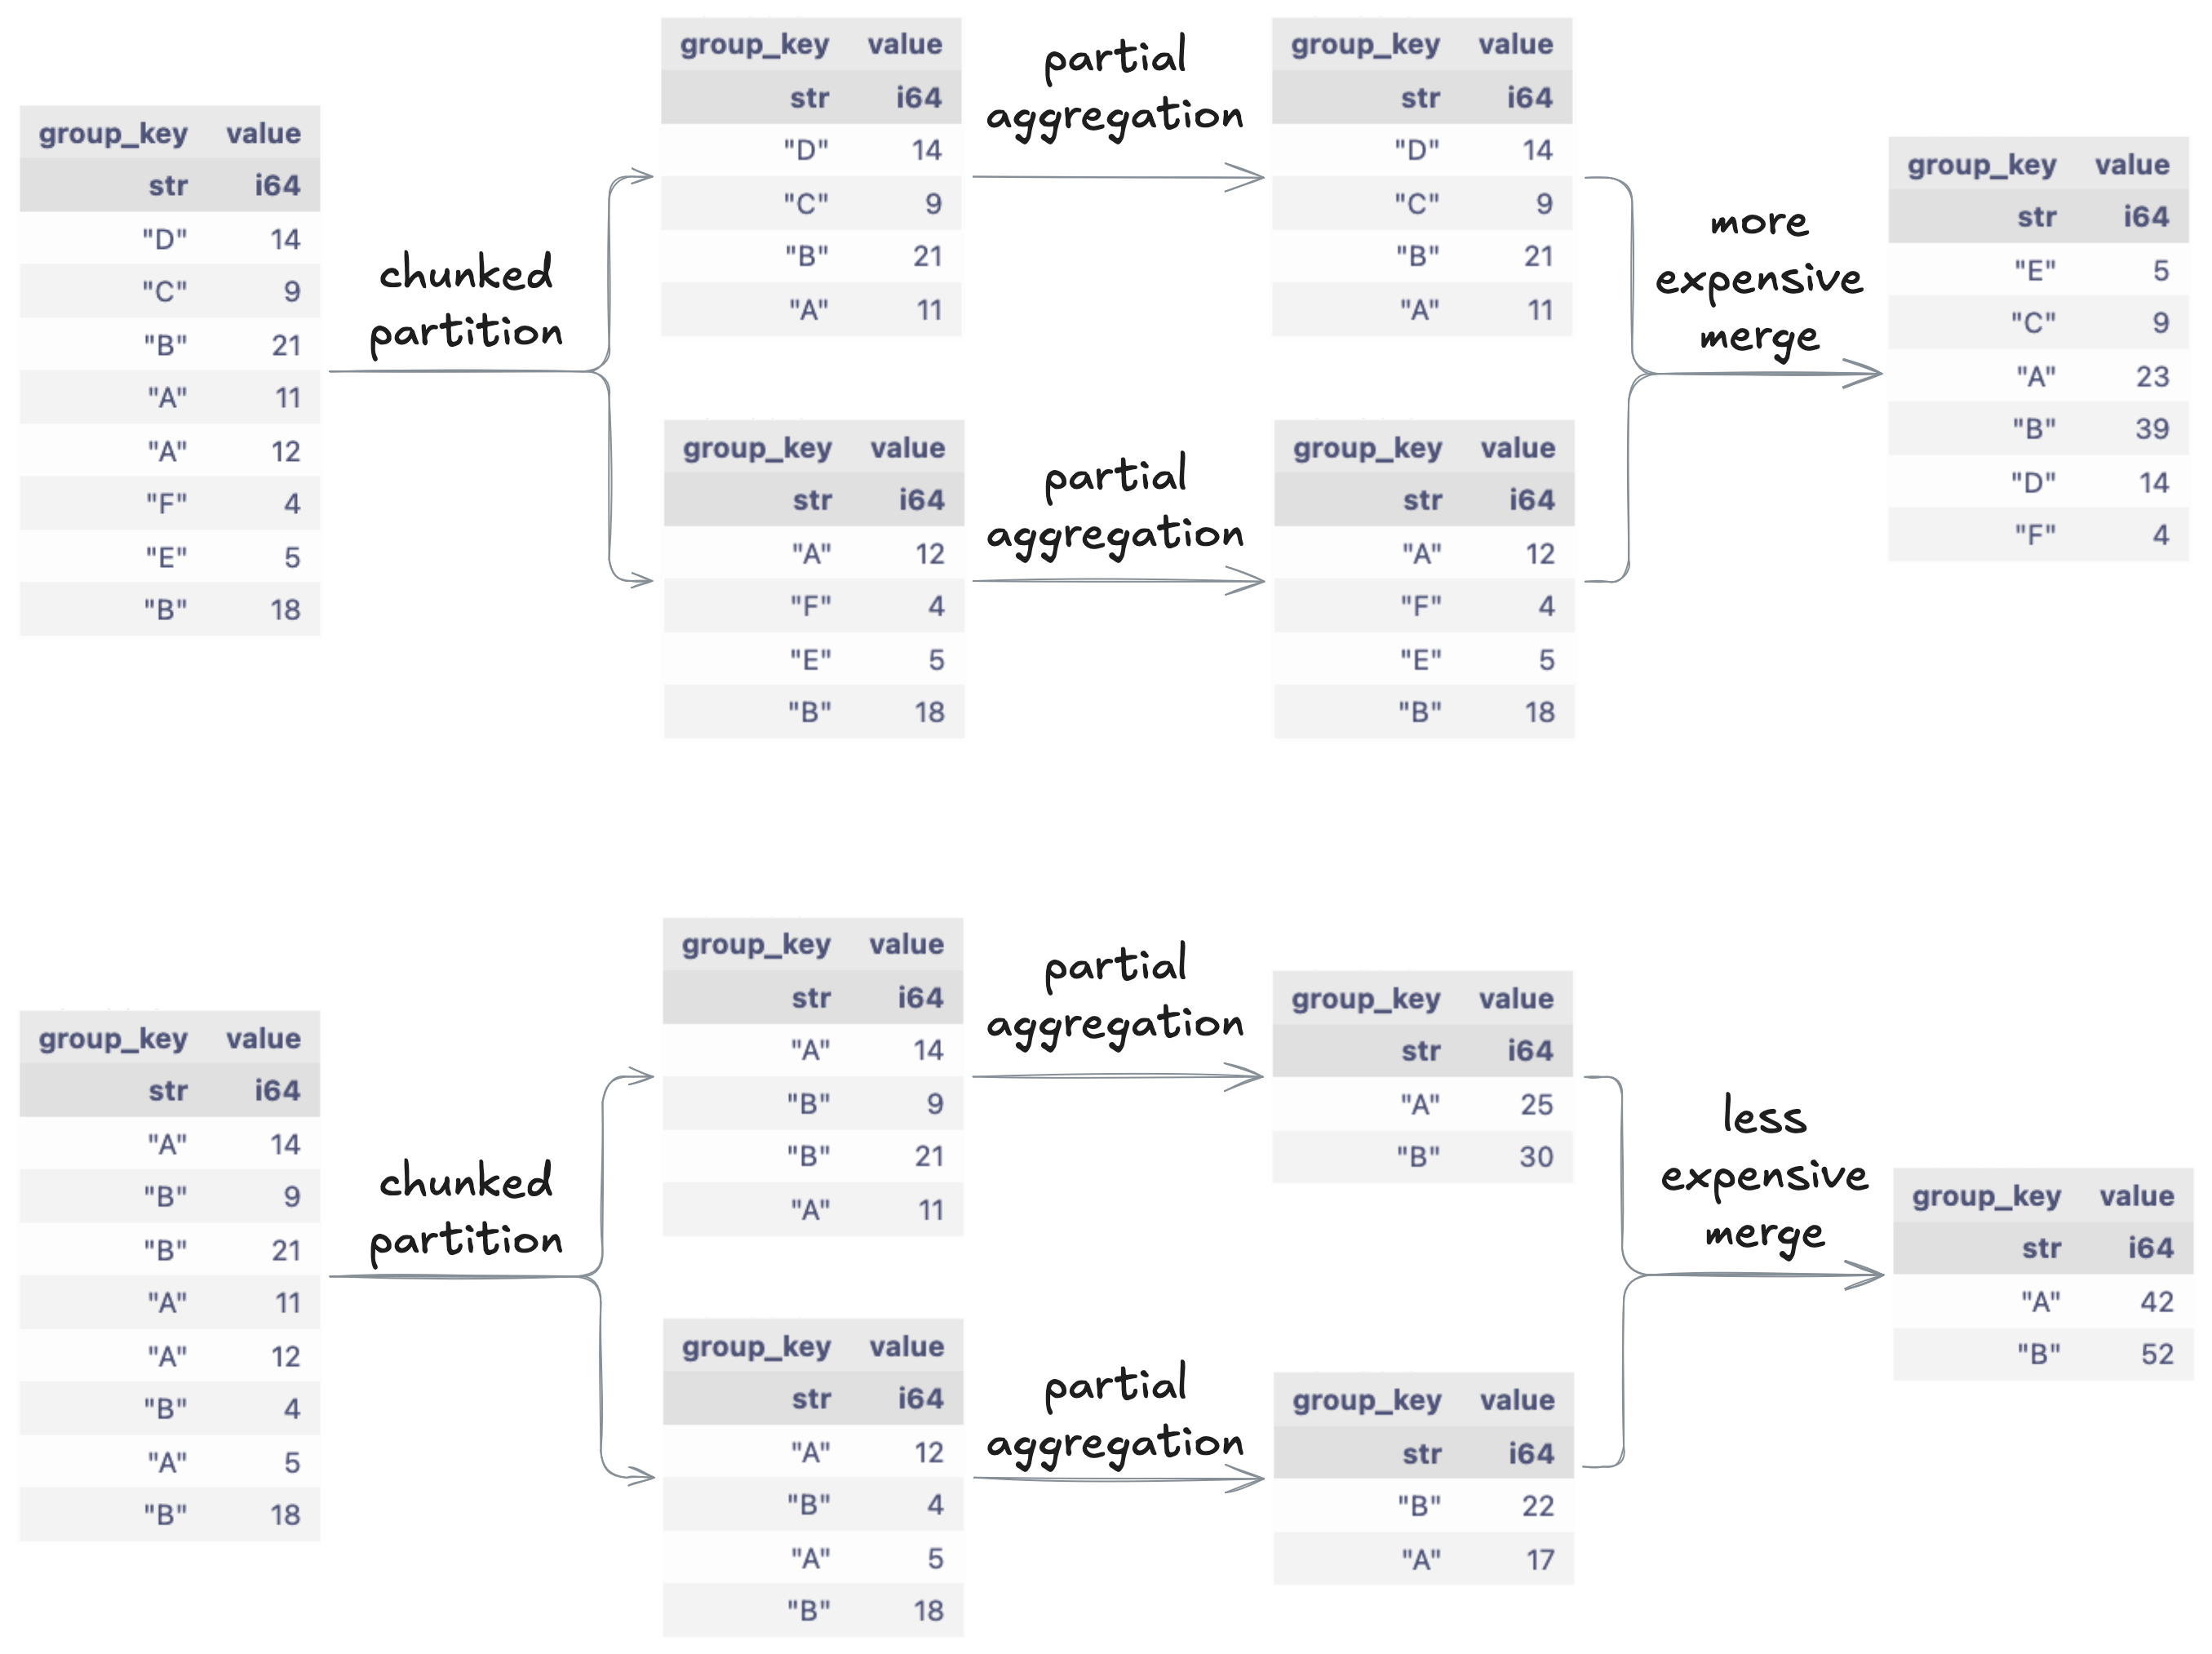 group_key value
str i64
"D" 14
"C" 9
"B" 21
"A" 11
"A" 12
"F" 4
"E" 5
"B" 18
chunked
partition
group_key value
str i64
"D" 14
"C" 9
"B" 21
"A" 11
group_key value
str i64
"A" 12
"F" 4
"E" 5
"B" 18
partial
aggregation
partial
aggregation
group_key value
str i64
"D" 14
"C" 9
"B" 21
"A" 11
group_key value
str i64
"A" 12
"F" 4
"E" 5
"B" 18
more
expensive
merge
group_key value
str i64
"E" 5
"C" 9
"A" 23
"B" 39
"D" 14
"F" 4
group_key value
str i64
"A" 14
"B" 9
"B" 21
"A" 11
"A" 12
"B" 4
"A" 5
"B" 18
chunked
partition
group_key value
str i64
"A" 14
"B" 9
"B" 21
"A" 11
group_key value
str i64
"A" 12
"B" 4
"A" 5
"B" 18
partial
aggregation
partial
aggregation
group_key value
str i64
"A" 25
"B" 30
group_key value
str i64
"B" 22
"A" 17
less
expensive
merge
group_key value
str i64
"A" 42
"B" 52